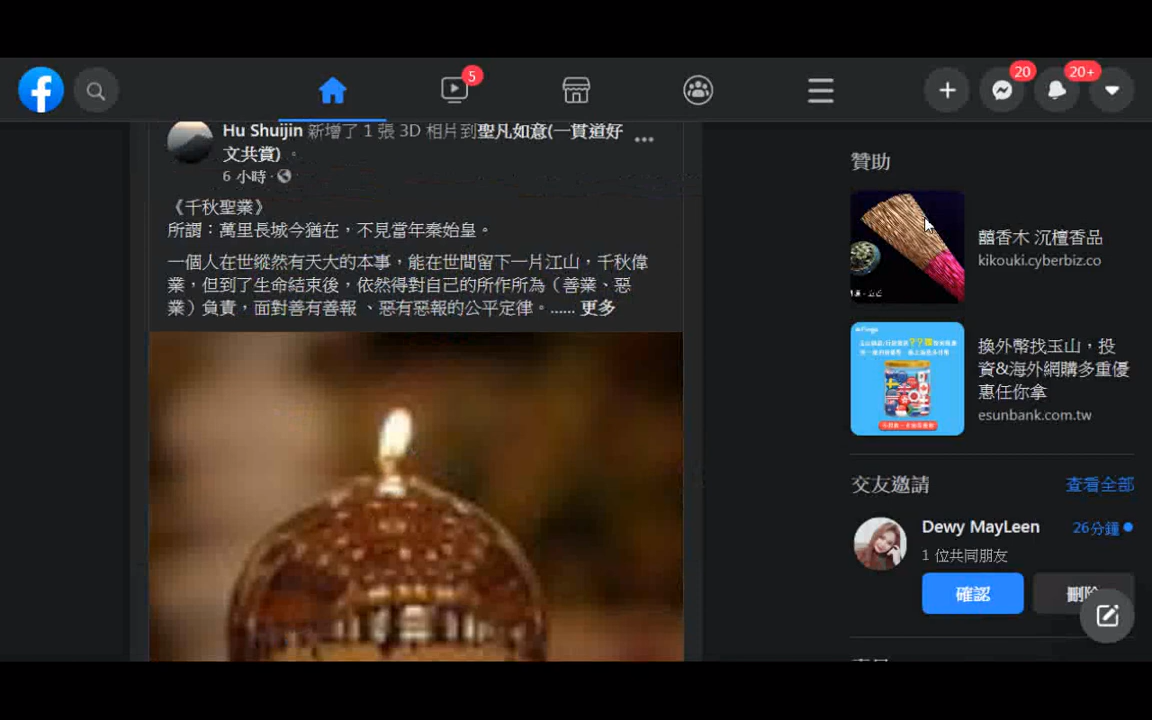 5
20
20+
Hu Shuijin 新增了 1 張 3D 相片到聖凡如意(一貫道好
文共賞)。
6 小時 ·
《千秋聖業》
所謂：萬里長城今猶在，不見當年秦始皇。
一個人在世縱然有天大的本事，能在世間留下一片江山，千秋偉
業，但到了生命結束後，依然得對自己的所作所為（善業、惡
業）負責，面對善有善報 、惡有惡報的公平定律。...... 更多
贊助
囍香木 沉檀香品
kikouki.cyberbiz.co
換外幣找玉山，投
資&海外網購多重優
惠任你拿
esunbank.com.tw
交友邀請
查看全部
Dewy MayLeen
26分鐘
1 位共同朋友
確認
刪除